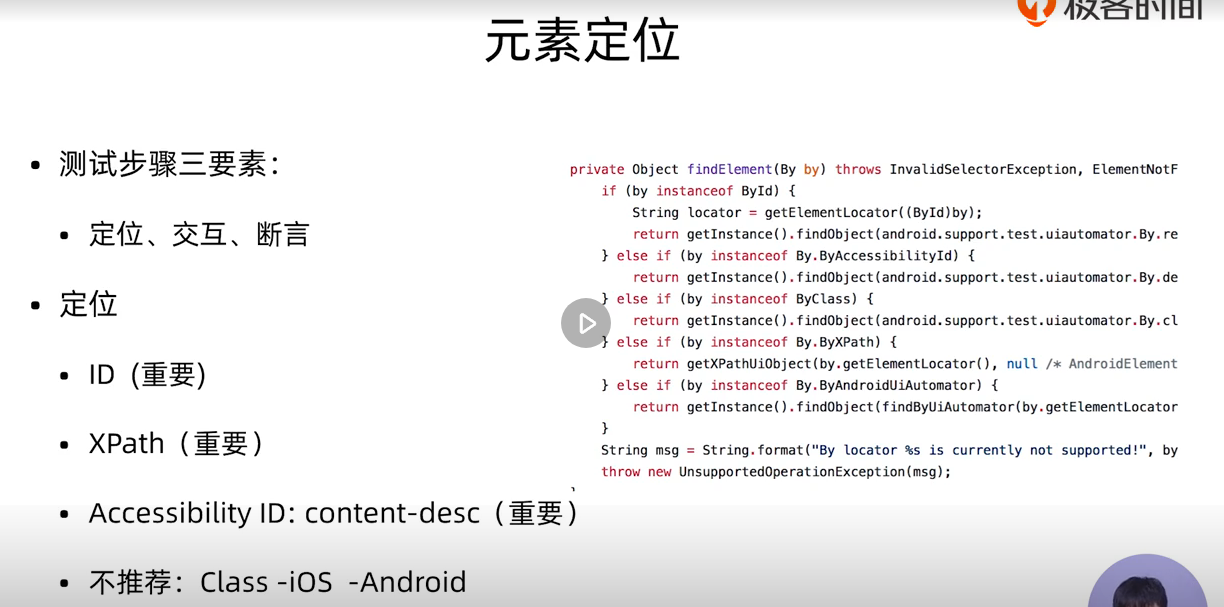 极客时间
元素定位
• 测试步骤三要素：
• 定位、交互、断言
• 定位
• ID（重要）
• XPath（重要）
• Accessibility ID: content-desc（重要）
• 不推荐：Class -iOS -Android
private Object findElement(By by) throws InvalidSelectorException, ElementNotF
if (by instanceof ById) {
String locator = getElementLocator((ById)by);
return getInstance().findObject(android.support.test.uiautomator.By.re
} else if (by instanceof By.ByAccessibilityId) {
return getInstance().findObject(android.support.test.uiautomator.By.de
} else if (by instanceof ByClass) {
return getInstance().findObject(android.support.test.uiautomator.By.cl
} else if (by instanceof By.ByXPath) {
return getXPathUiObject(by.getElementLocator(), null /* AndroidElement
} else if (by instanceof By.ByAndroidUiAutomator) {
return getInstance().findObject(findByUiAutomator(by.getElementLocator
}
String msg = String.format("By locator %s is currently not supported!", by
throw new UnsupportedOperationException(msg);